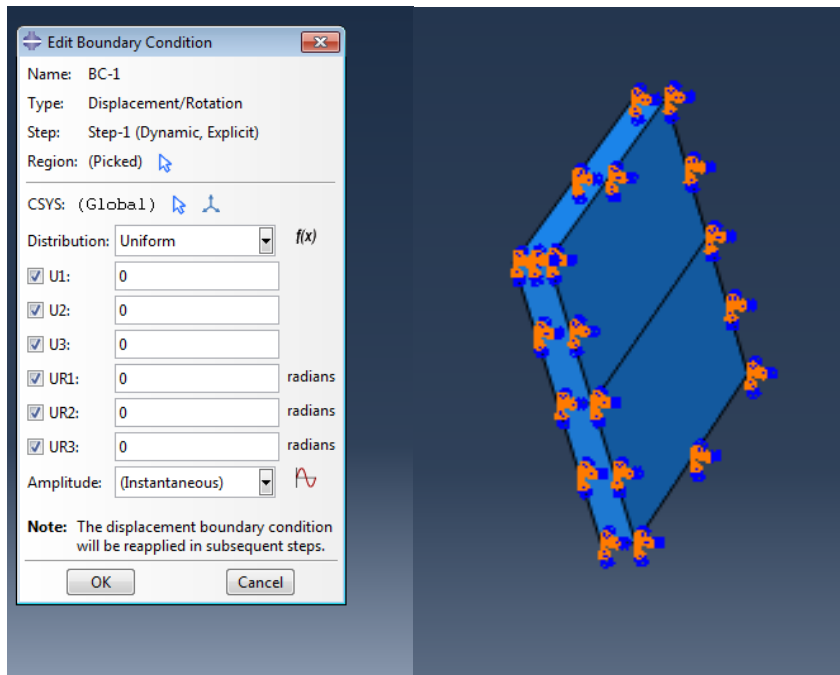 Edit Boundary Condition
Name: BC-1
Type: Displacement/Rotation
Step: Step-1 (Dynamic, Explicit)
Region: (Picked)
CSYS: (Global)
Distribution: Uniform f(x)
U1: 0
U2: 0
U3: 0
UR1: 0 radians
UR2: 0 radians
UR3: 0 radians
Amplitude: (Instantaneous)
Note: The displacement boundary condition
will be reapplied in subsequent steps.
OK Cancel